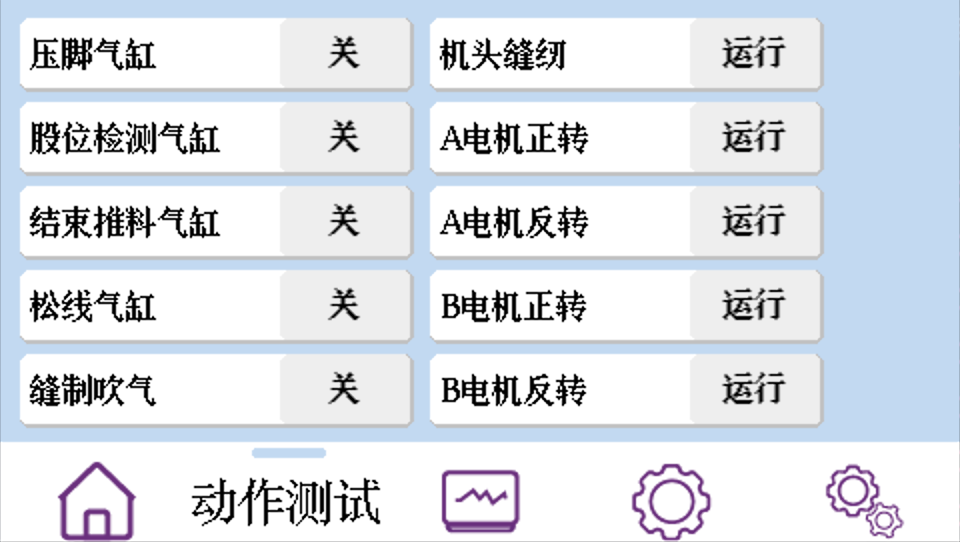 压脚气缸 关 机头缝纫 运行
股位检测气缸 关 A电机正转 运行
结束推料气缸 关 A电机反转 运行
松线气缸 关 B电机正转 运行
缝制吹气 关 B电机反转 运行
动作测试